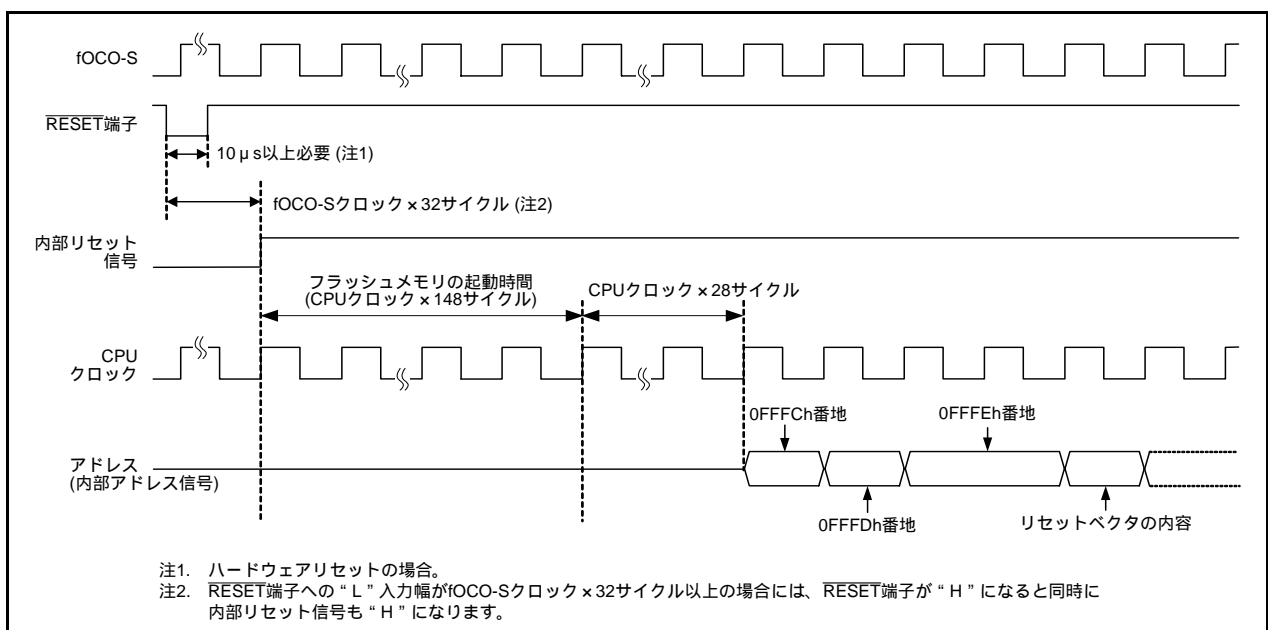 fOCO-S
RESET端子
10μs以上必要 (注1)
fOCO-Sクロック×32サイクル (注2)
内部リセット
信号
フラッシュメモリの起動時間
(CPUクロック×148サイクル)
CPUクロック×28サイクル
CPU
クロック
0FFFCh番地
0FFFEh番地
アドレス
(内部アドレス信号)
0FFFDh番地
リセットベクタの内容
注1. ハードウェアリセットの場合。
注2. RESET端子への“L”入力幅がfOCO-Sクロック×32サイクル以上の場合には、RESET端子が“H”になると同時に
内部リセット信号も“H”になります。